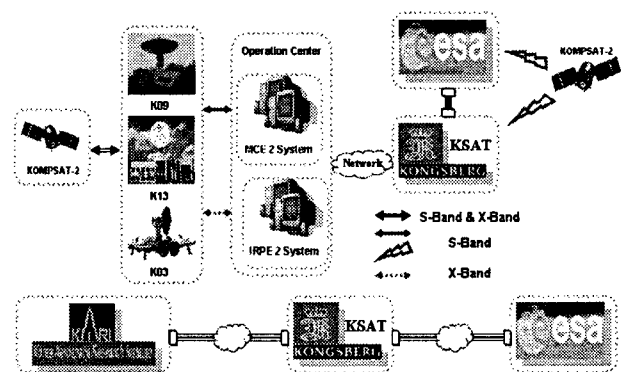 KOMPSAT-2
K09
K13
K03
Operation Center
MCE 2 System
IRPE 2 System
Network
esa
KSAT
KONGSBERG
KOMPSAT-2
S-Band & X-Band
S-Band
X-Band
KARI
KSAT
KONGSBERG
esa